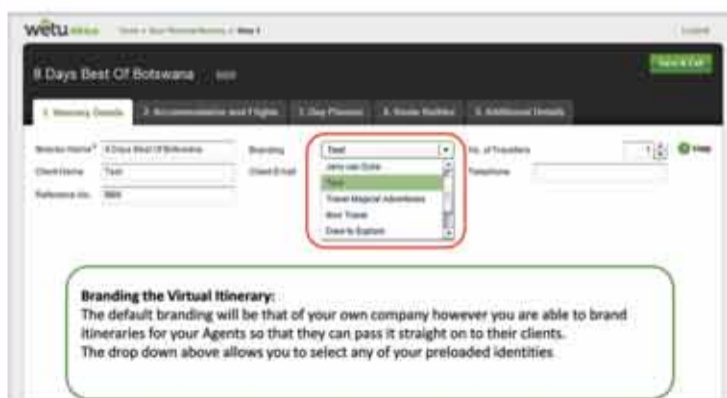 wetu
Step 1
8 Days Best Of Botswana
Save & Exit
1. Itinerary Details 2. Accommodation and Flights 3. Day Planner 4. Route Builder 5. Additional Details
Itinerary Name* 8 Days Best Of Botswana Branding Test No. of Travellers 1
Client Name Test Client Email Telephone
Reference No.
Test
Travel Magical Adventures
Dare to Explore
Branding the Virtual Itinerary:
The default branding will be that of your own company however you are able to brand
itineraries for your Agents so that they can pass it straight on to their clients.
The drop down above allows you to select any of your preloaded identities